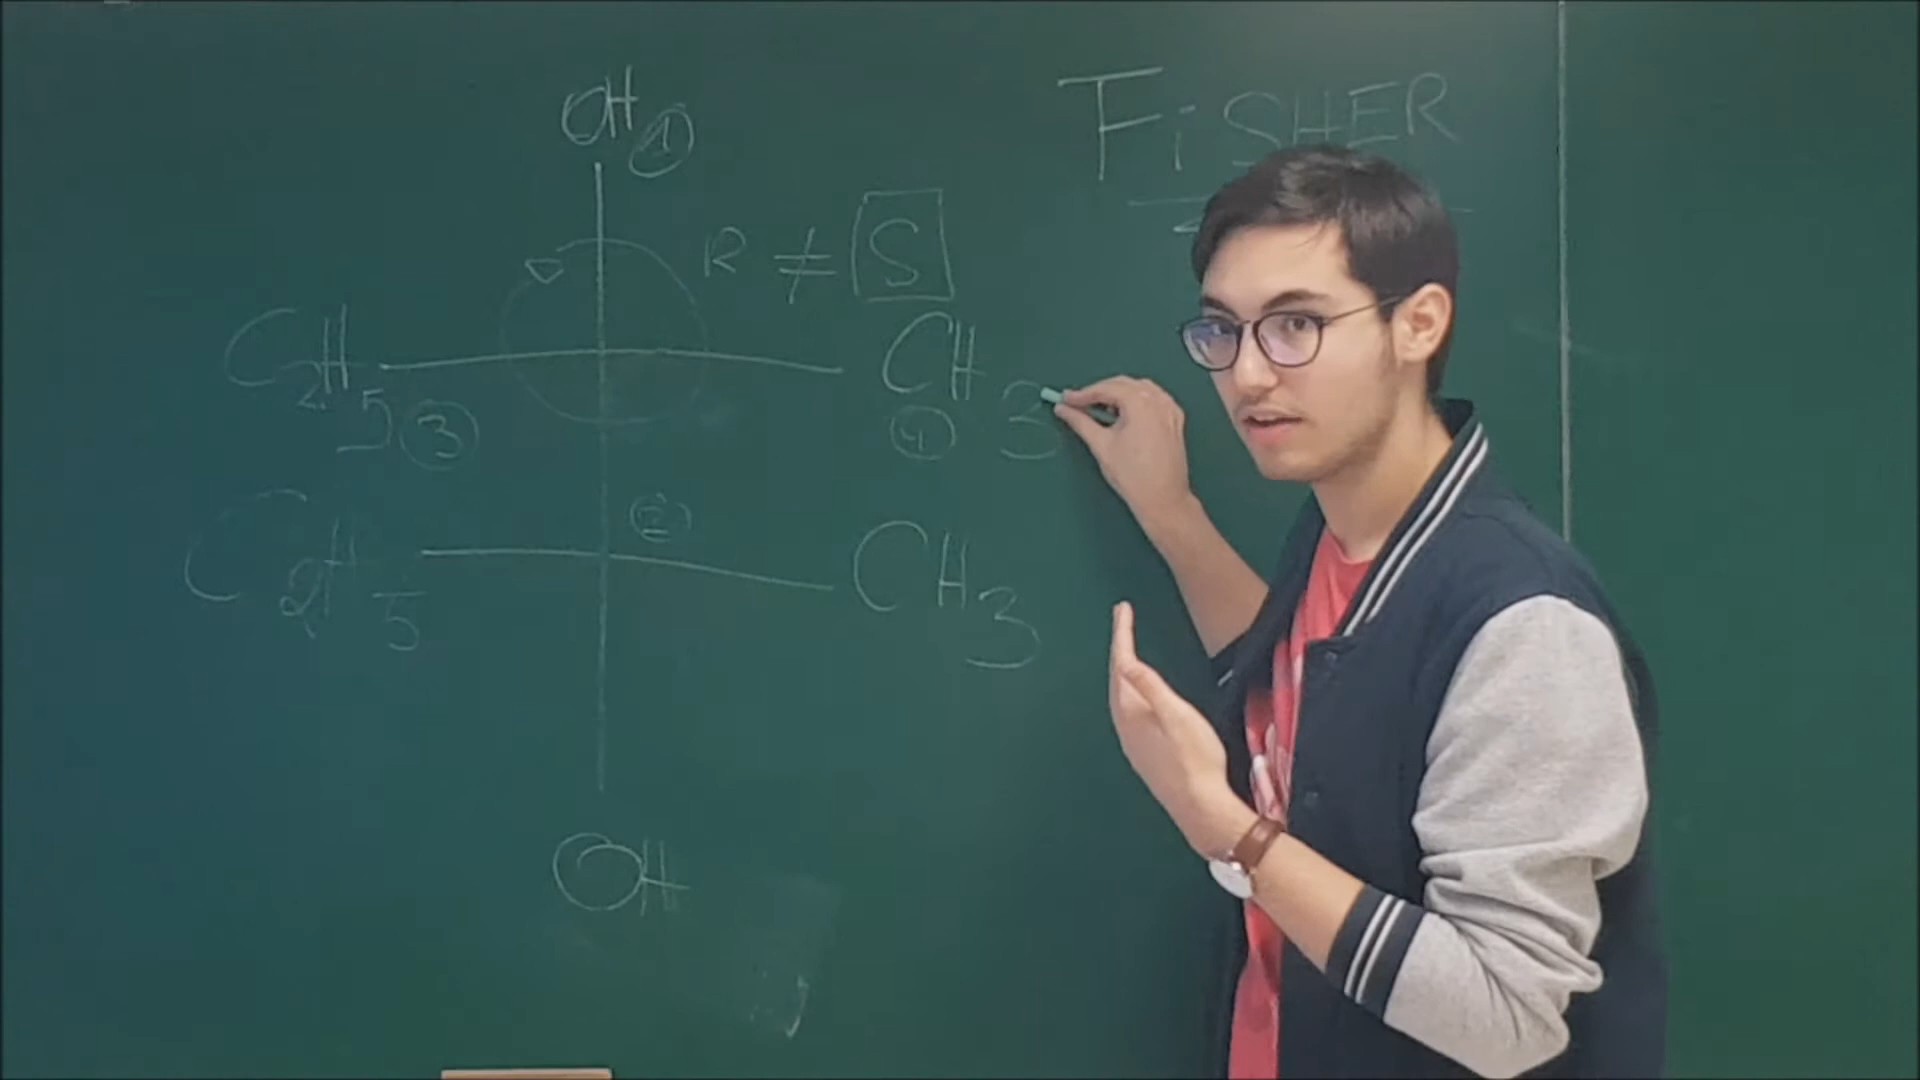 OH ①
FiSHER
R ≠ S
C2H5 ③ CH3 ④
②
C2H5 CH3
OH